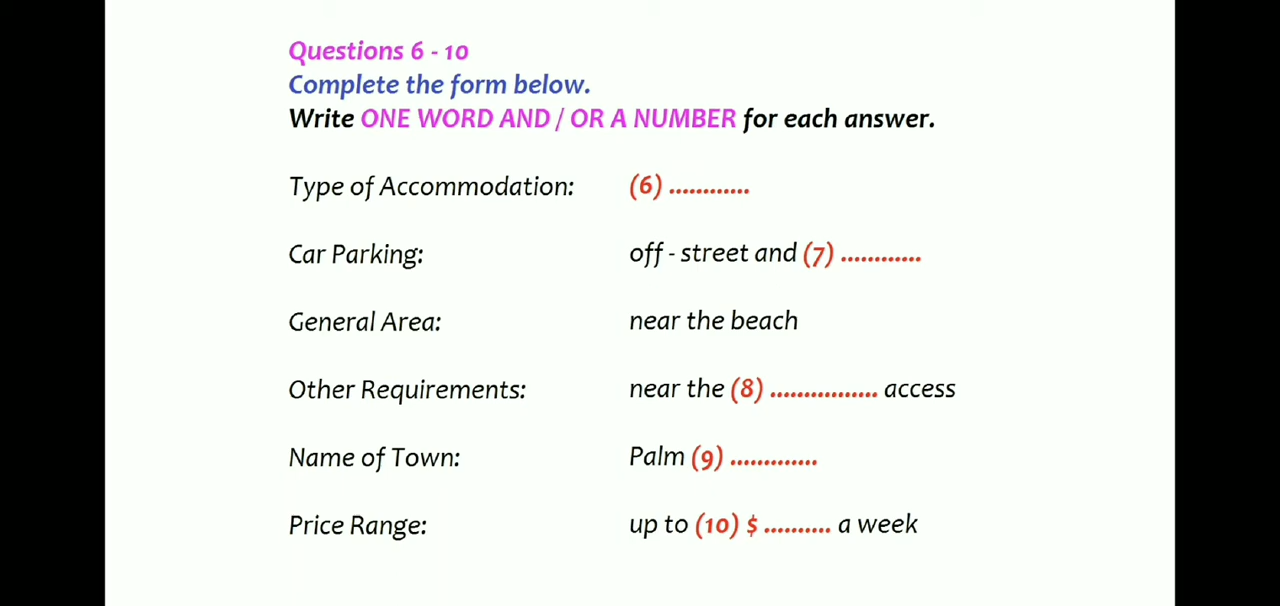 Questions 6 - 10
Complete the form below.
Write ONE WORD AND / OR A NUMBER for each answer.
Type of Accommodation: (6) ............
Car Parking: off - street and (7) ............
General Area: near the beach
Other Requirements: near the (8) ................ access
Name of Town: Palm (9) .............
Price Range: up to (10) $ .......... a week